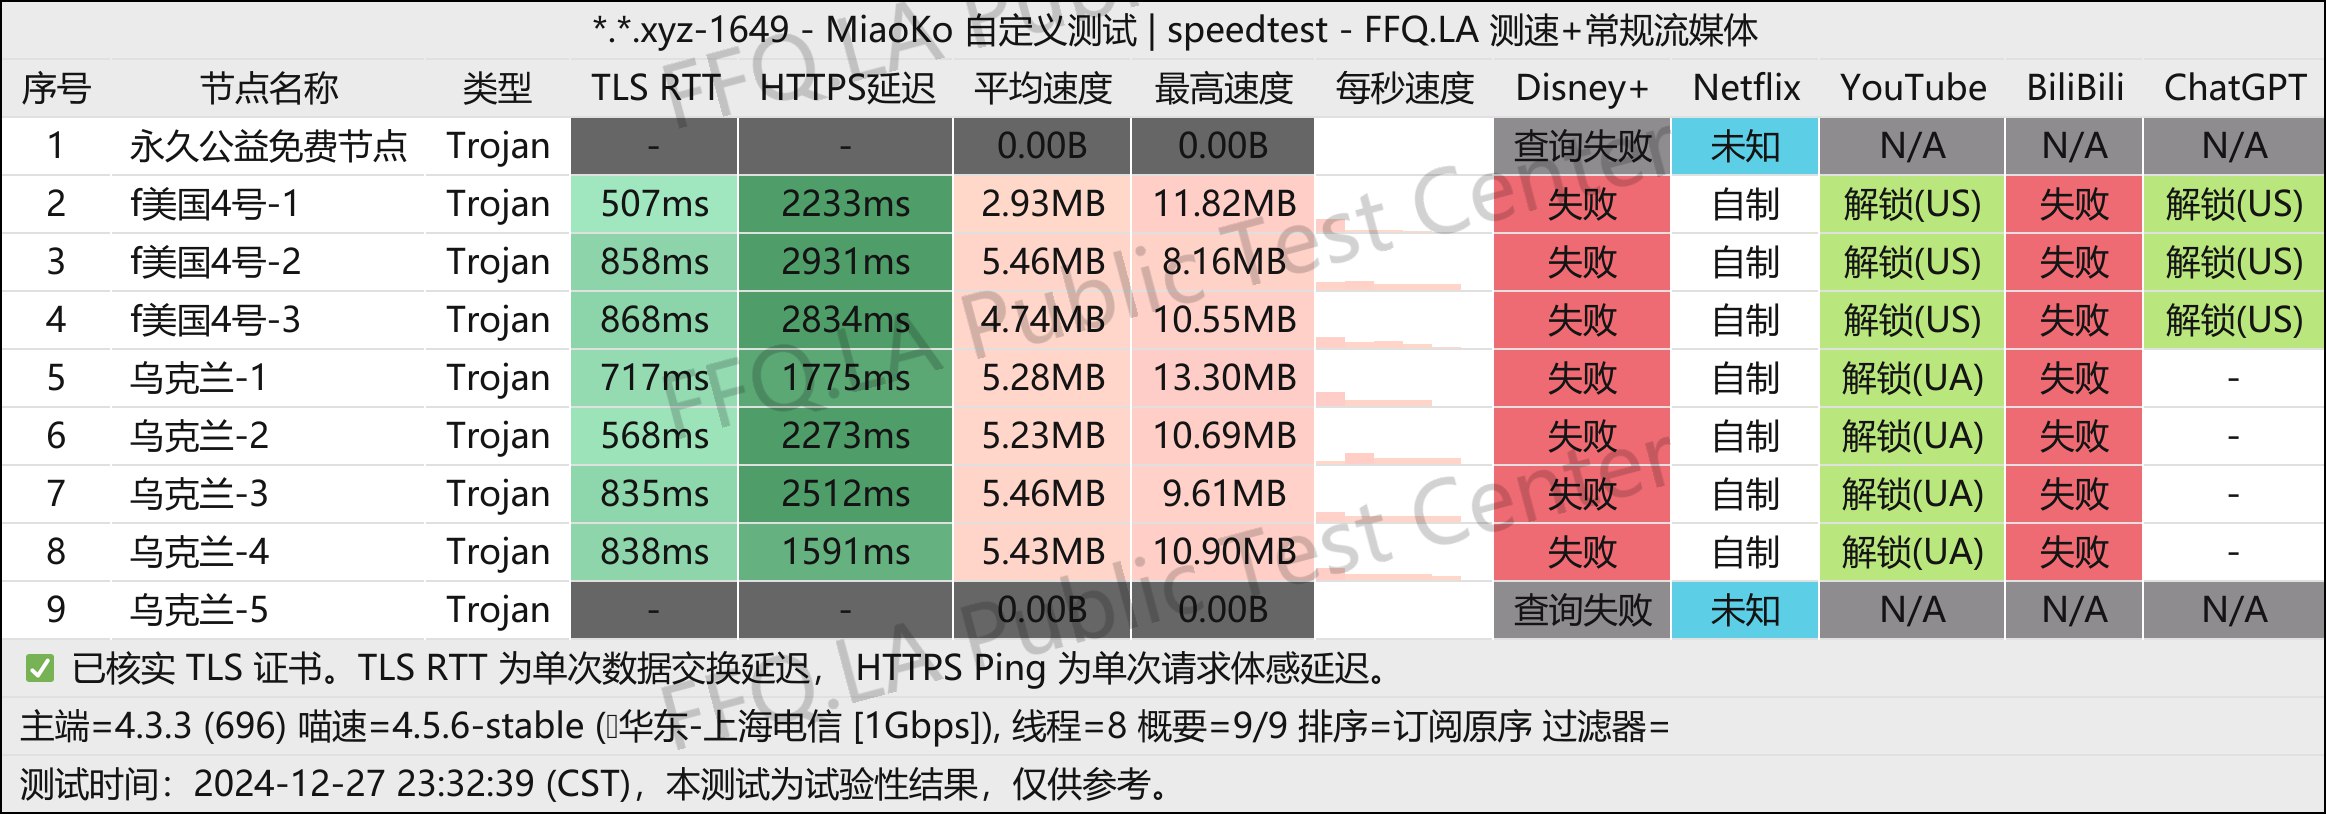 *.*.xyz-1649 - MiaoKo 自定义测试 | speedtest - FFQ.LA 测速+常规流媒体
序号 节点名称 类型 TLS RTT HTTPS延迟 平均速度 最高速度 每秒速度 Disney+ Netflix YouTube BiliBili ChatGPT
1 永久公益免费节点 Trojan - - 0.00B 0.00B 查询失败 未知 N/A N/A N/A
2 f美国4号-1 Trojan 507ms 2233ms 2.93MB 11.82MB 失败 自制 解锁(US) 失败 解锁(US)
3 f美国4号-2 Trojan 858ms 2931ms 5.46MB 8.16MB 失败 自制 解锁(US) 失败 解锁(US)
4 f美国4号-3 Trojan 868ms 2834ms 4.74MB 10.55MB 失败 自制 解锁(US) 失败 解锁(US)
5 乌克兰-1 Trojan 717ms 1775ms 5.28MB 13.30MB 失败 自制 解锁(UA) 失败 -
6 乌克兰-2 Trojan 568ms 2273ms 5.23MB 10.69MB 失败 自制 解锁(UA) 失败 -
7 乌克兰-3 Trojan 835ms 2512ms 5.46MB 9.61MB 失败 自制 解锁(UA) 失败 -
8 乌克兰-4 Trojan 838ms 1591ms 5.43MB 10.90MB 失败 自制 解锁(UA) 失败 -
9 乌克兰-5 Trojan - - 0.00B 0.00B 查询失败 未知 N/A N/A N/A
✅ 已核实 TLS 证书。TLS RTT 为单次数据交换延迟， HTTPS Ping 为单次请求体感延迟。
主端=4.3.3 (696) 喵速=4.5.6-stable (华东-上海电信 [1Gbps]), 线程=8 概要=9/9 排序=订阅原序 过滤器=
测试时间：2024-12-27 23:32:39 (CST)，本测试为试验性结果，仅供参考。
FFQ.LA Public Test Center
FFQ.LA Public Test Center